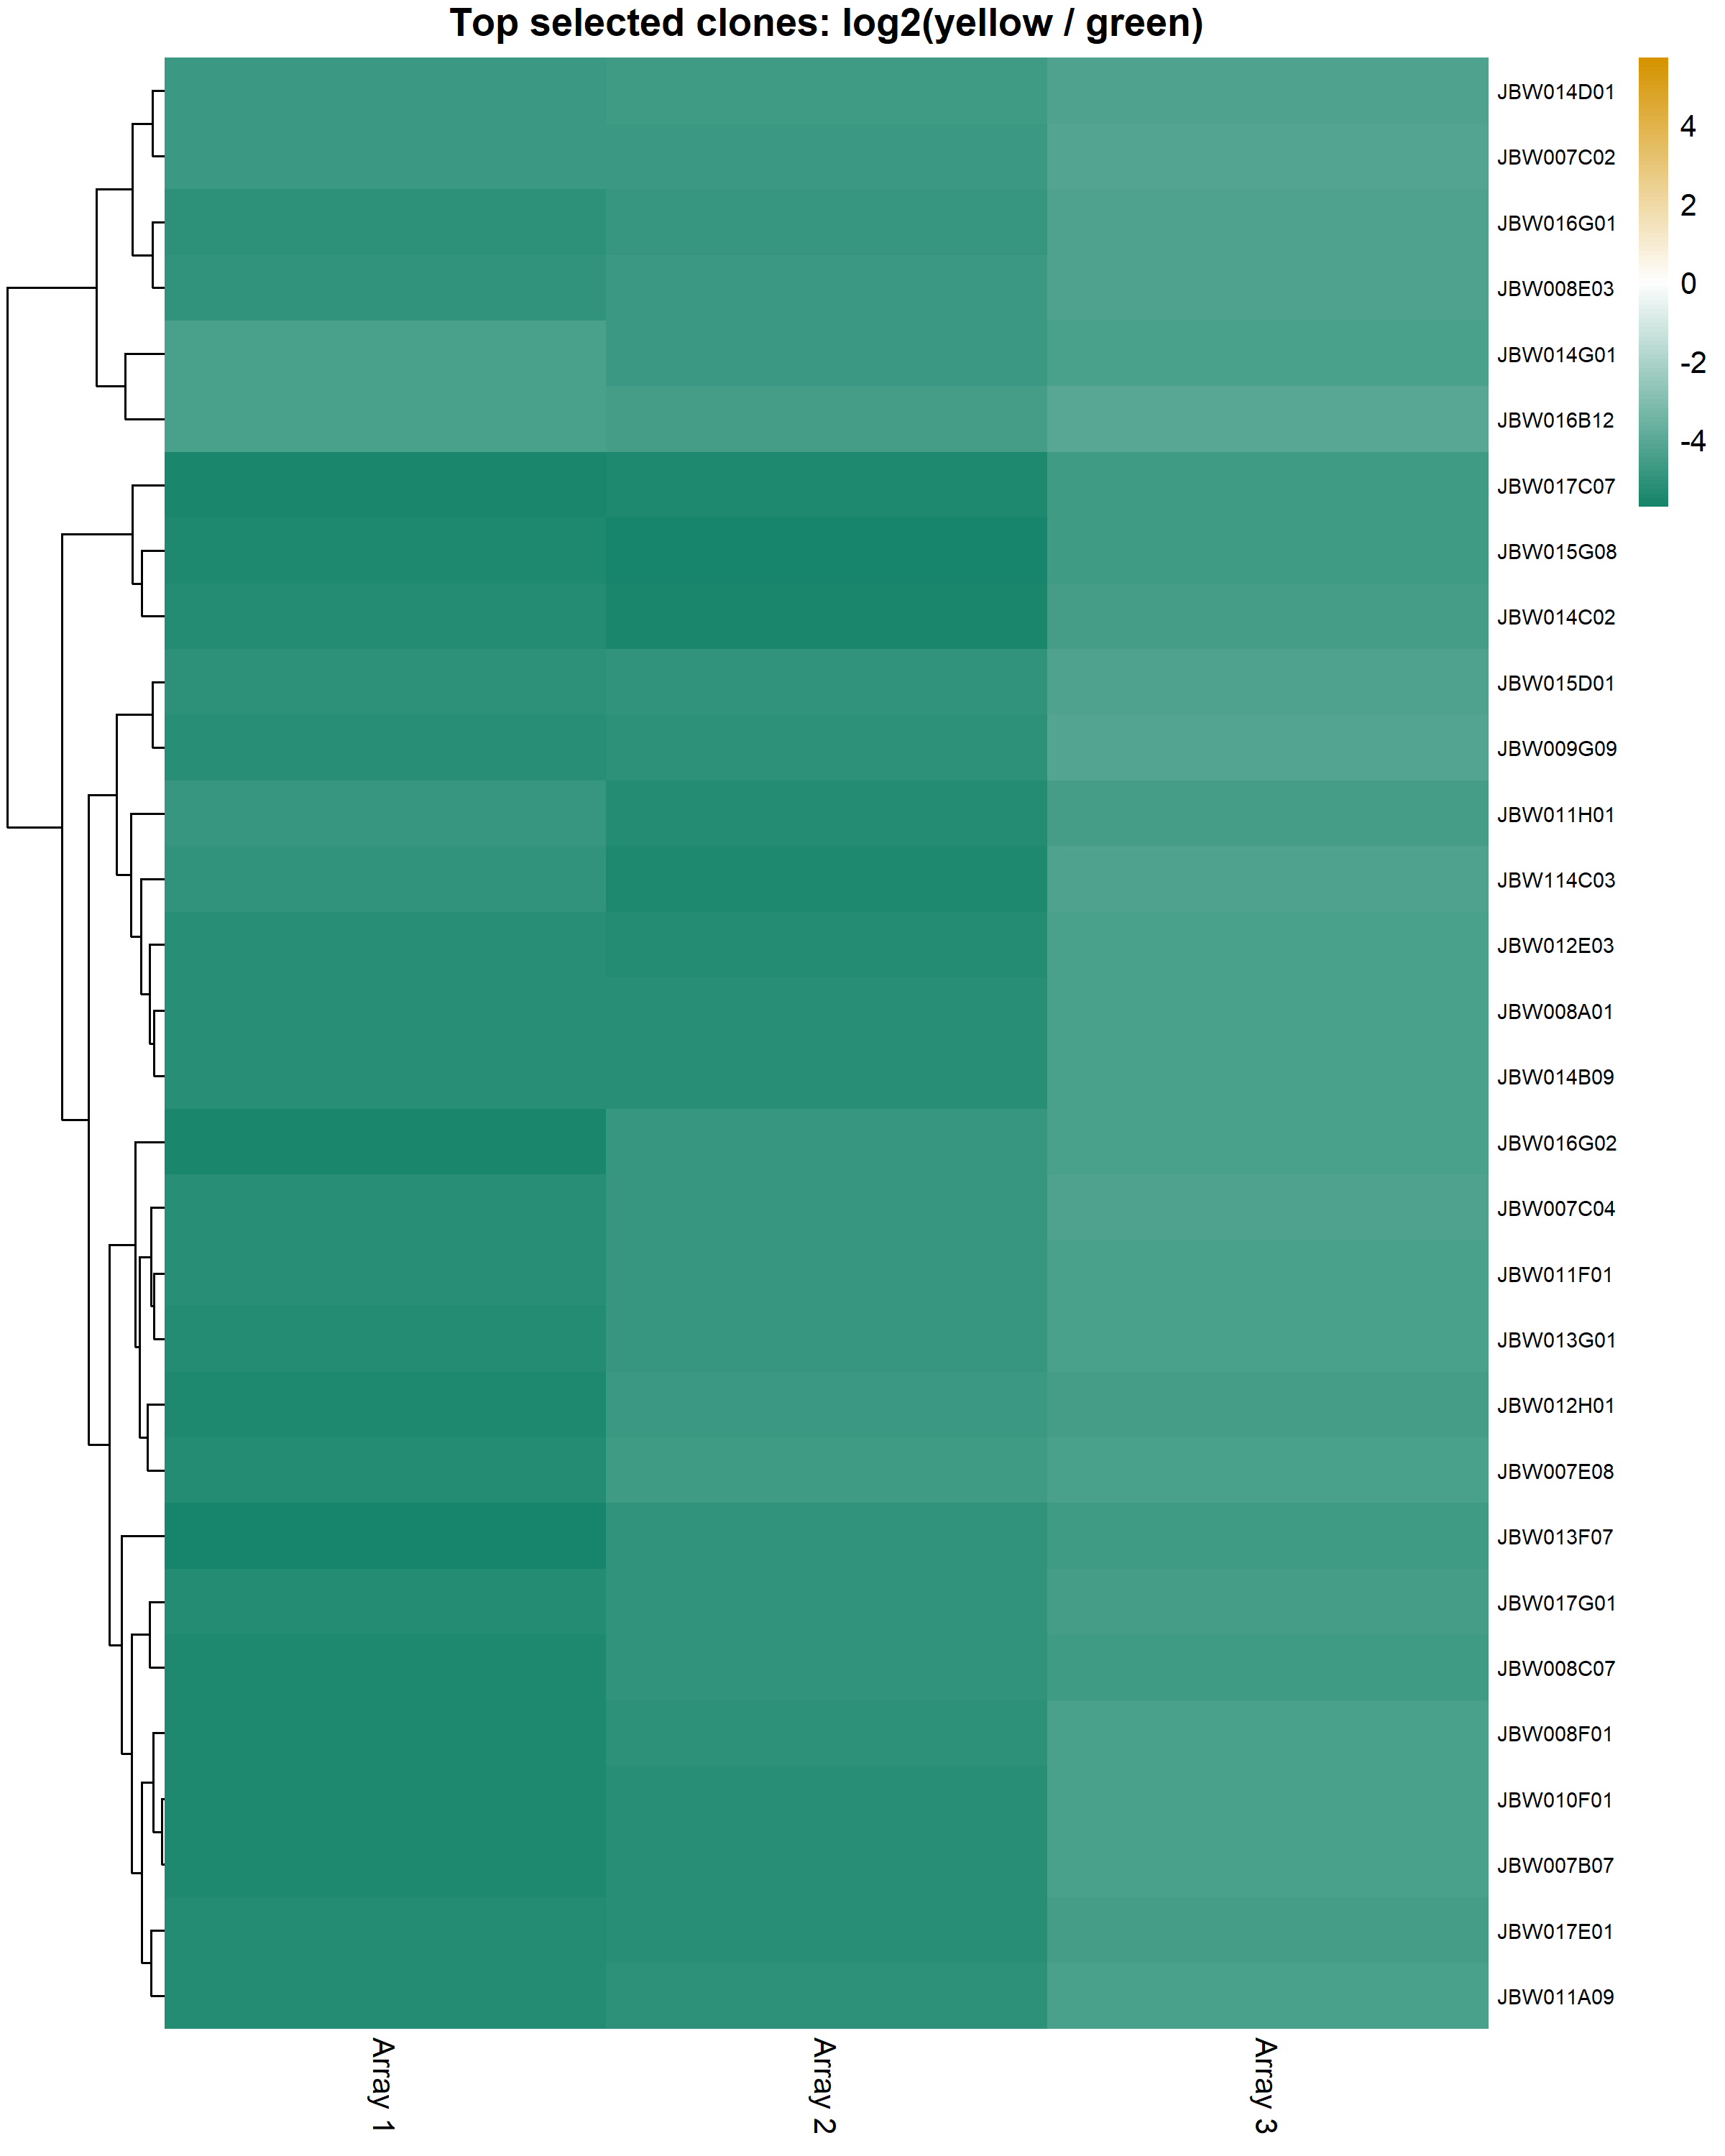 Top selected clones: log2(yellow / green)
JBW014D01
JBW007C02
JBW016G01
JBW008E03
JBW014G01
JBW016B12
JBW017C07
JBW015G08
JBW014C02
JBW015D01
JBW009G09
JBW011H01
JBW114C03
JBW012E03
JBW008A01
JBW014B09
JBW016G02
JBW007C04
JBW011F01
JBW013G01
JBW012H01
JBW007E08
JBW013F07
JBW017G01
JBW008C07
JBW008F01
JBW010F01
JBW007B07
JBW017E01
JBW011A09
4
2
0
-2
-4
Array 1
Array 2
Array 3